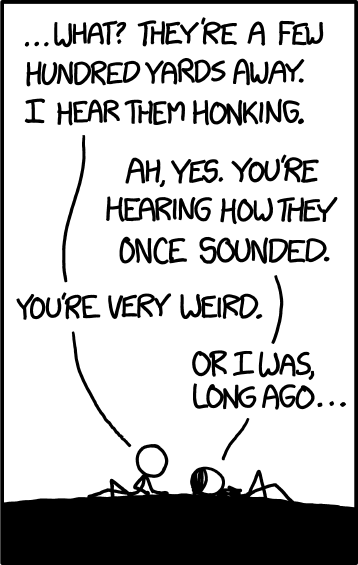 ...WHAT? THEY'RE A FEW
HUNDRED YARDS AWAY.
I HEAR THEM HONKING.
AH, YES. YOU'RE
HEARING HOW THEY
ONCE SOUNDED.
YOU'RE VERY WEIRD.
OR I WAS,
LONG AGO...